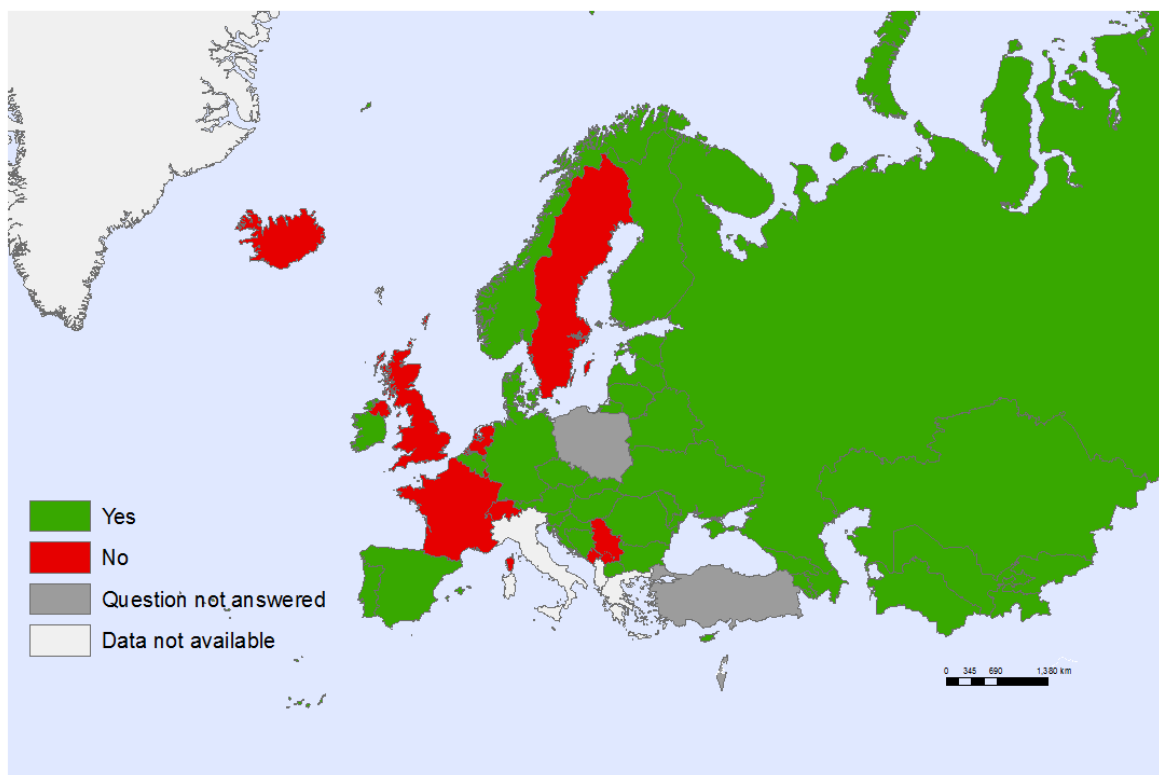 Yes
No
Question not answered
Data not available
0 345 690 1,380 km